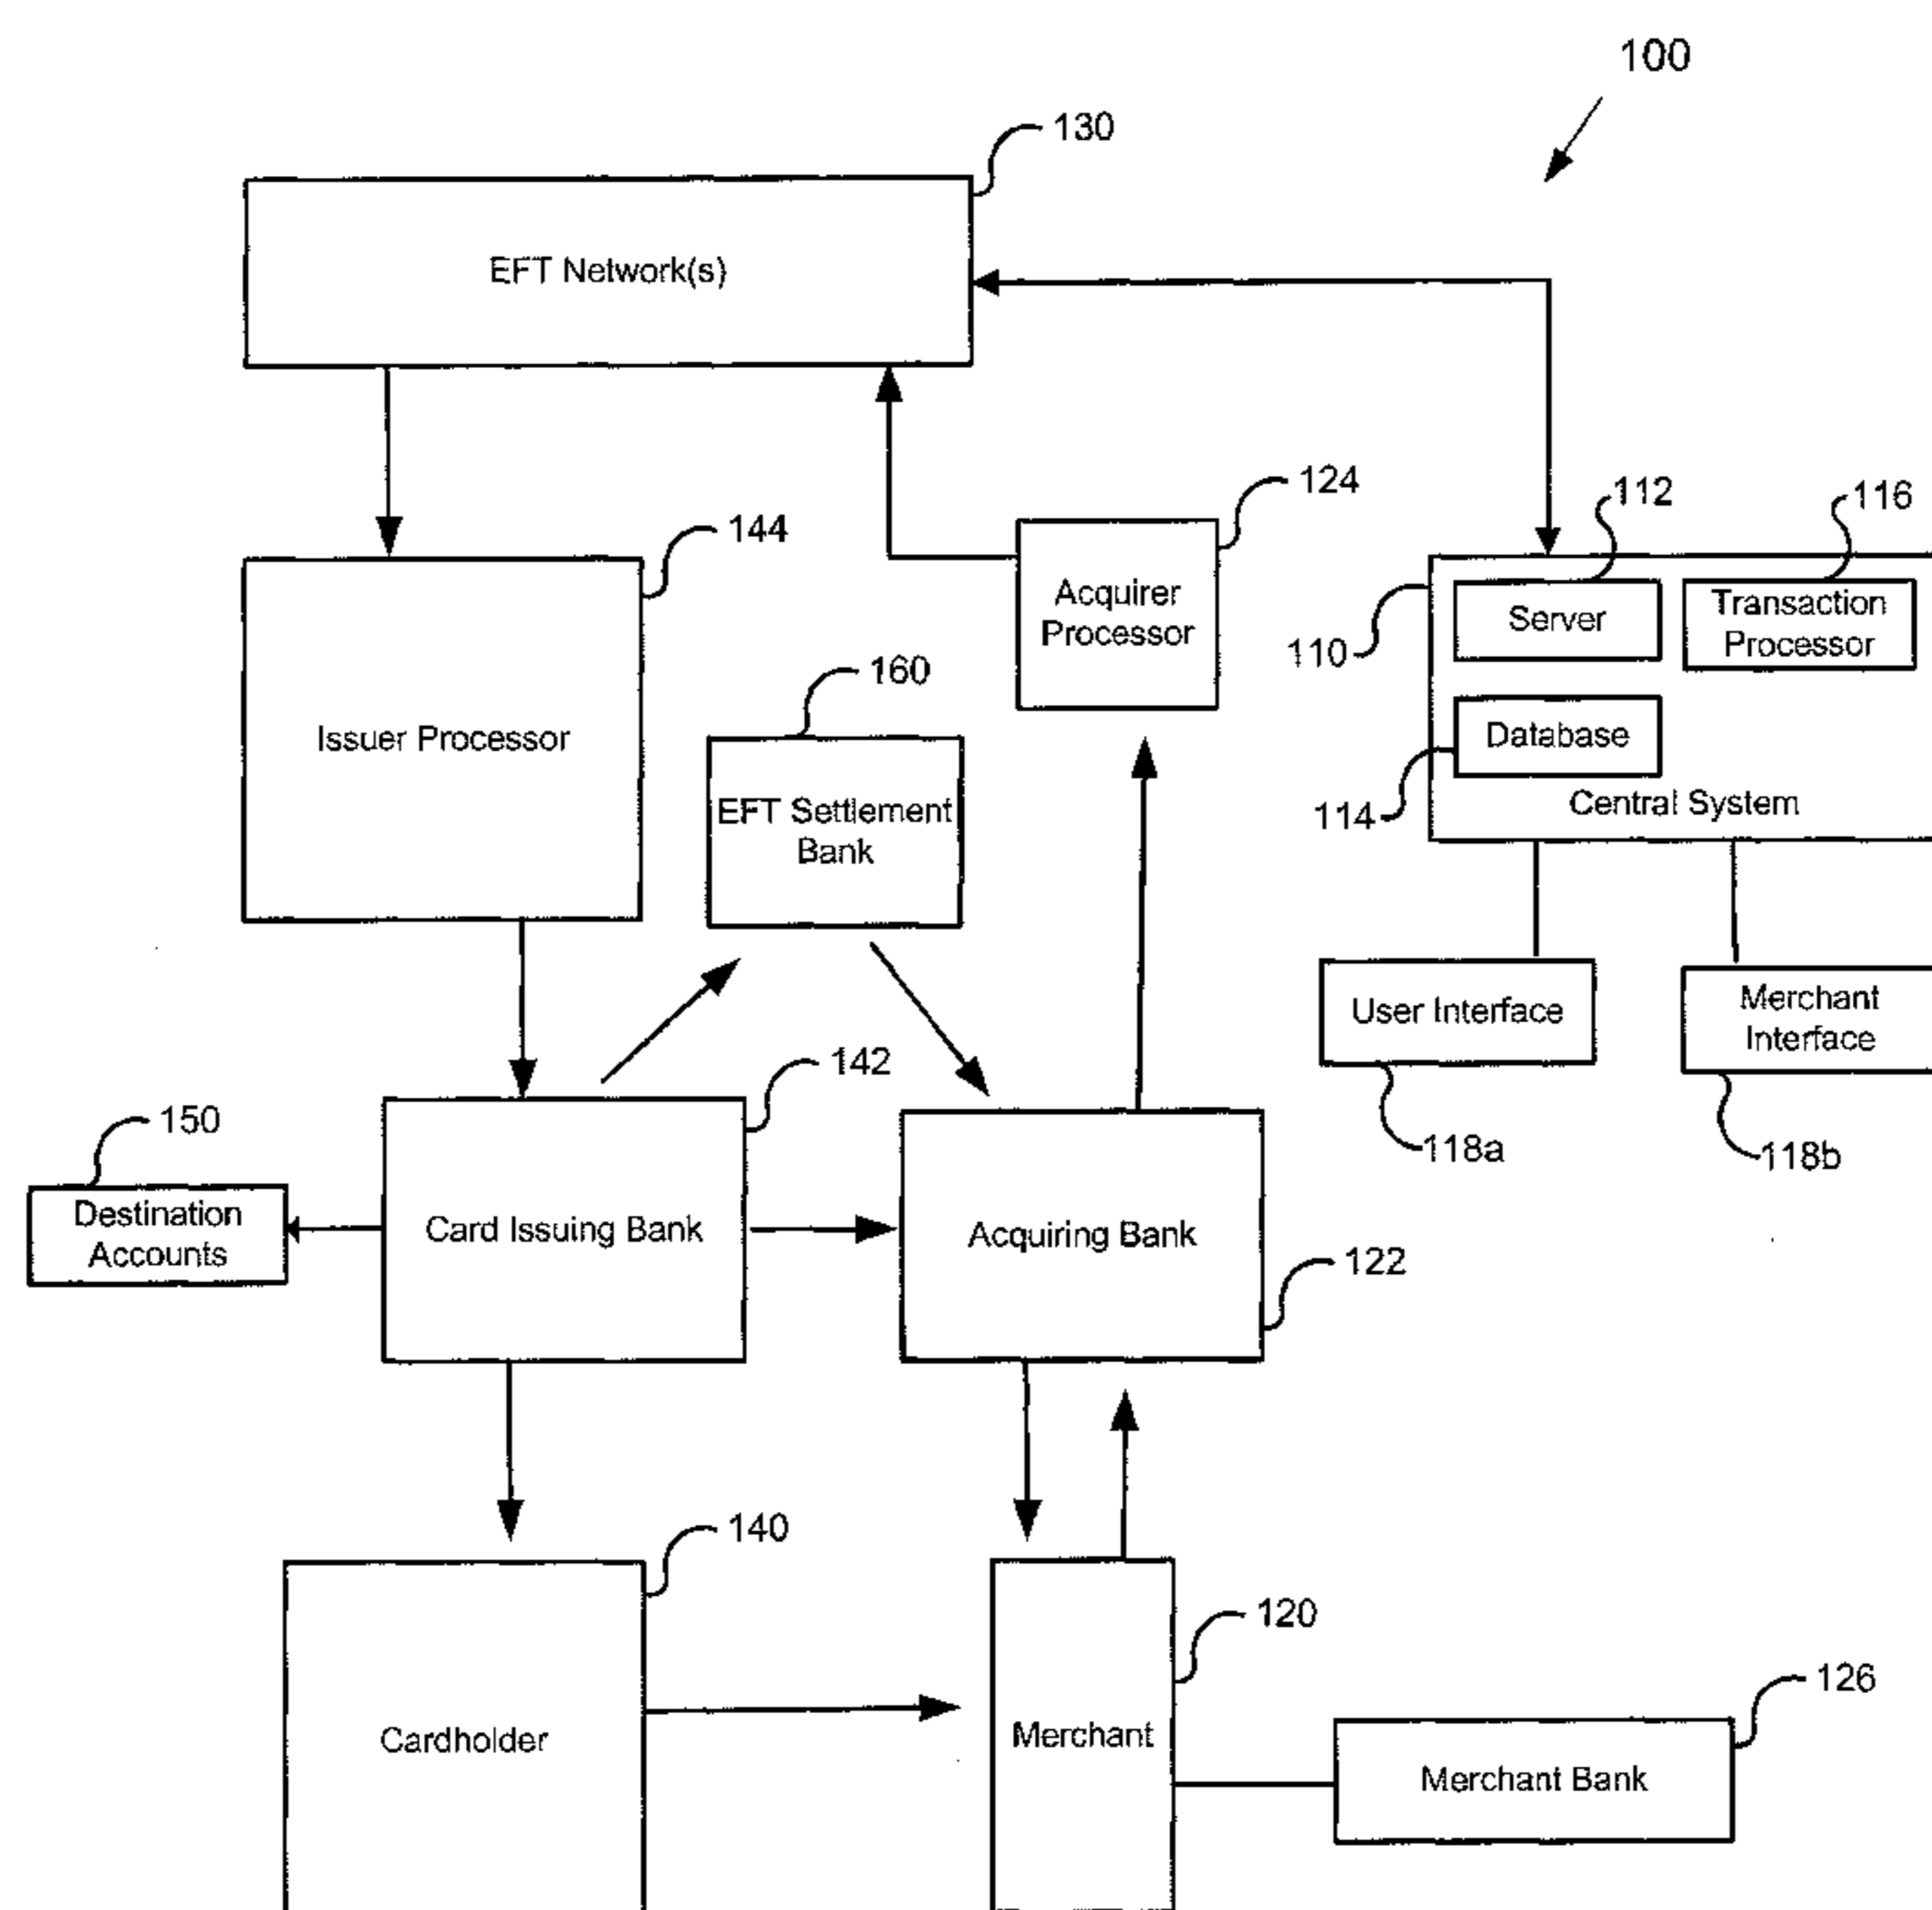 100
130
EFT Network(s)
124
112
116
144
Acquirer
Processor
Server
Transaction
Processor
110
160
Issuer Processor
Database
EFT Settlement
Bank
114
Central System
User Interface
Merchant
Interface
142
118a
118b
150
Destination
Accounts
Card Issuing Bank
Acquiring Bank
122
140
120
126
Cardholder
Merchant
Merchant Bank